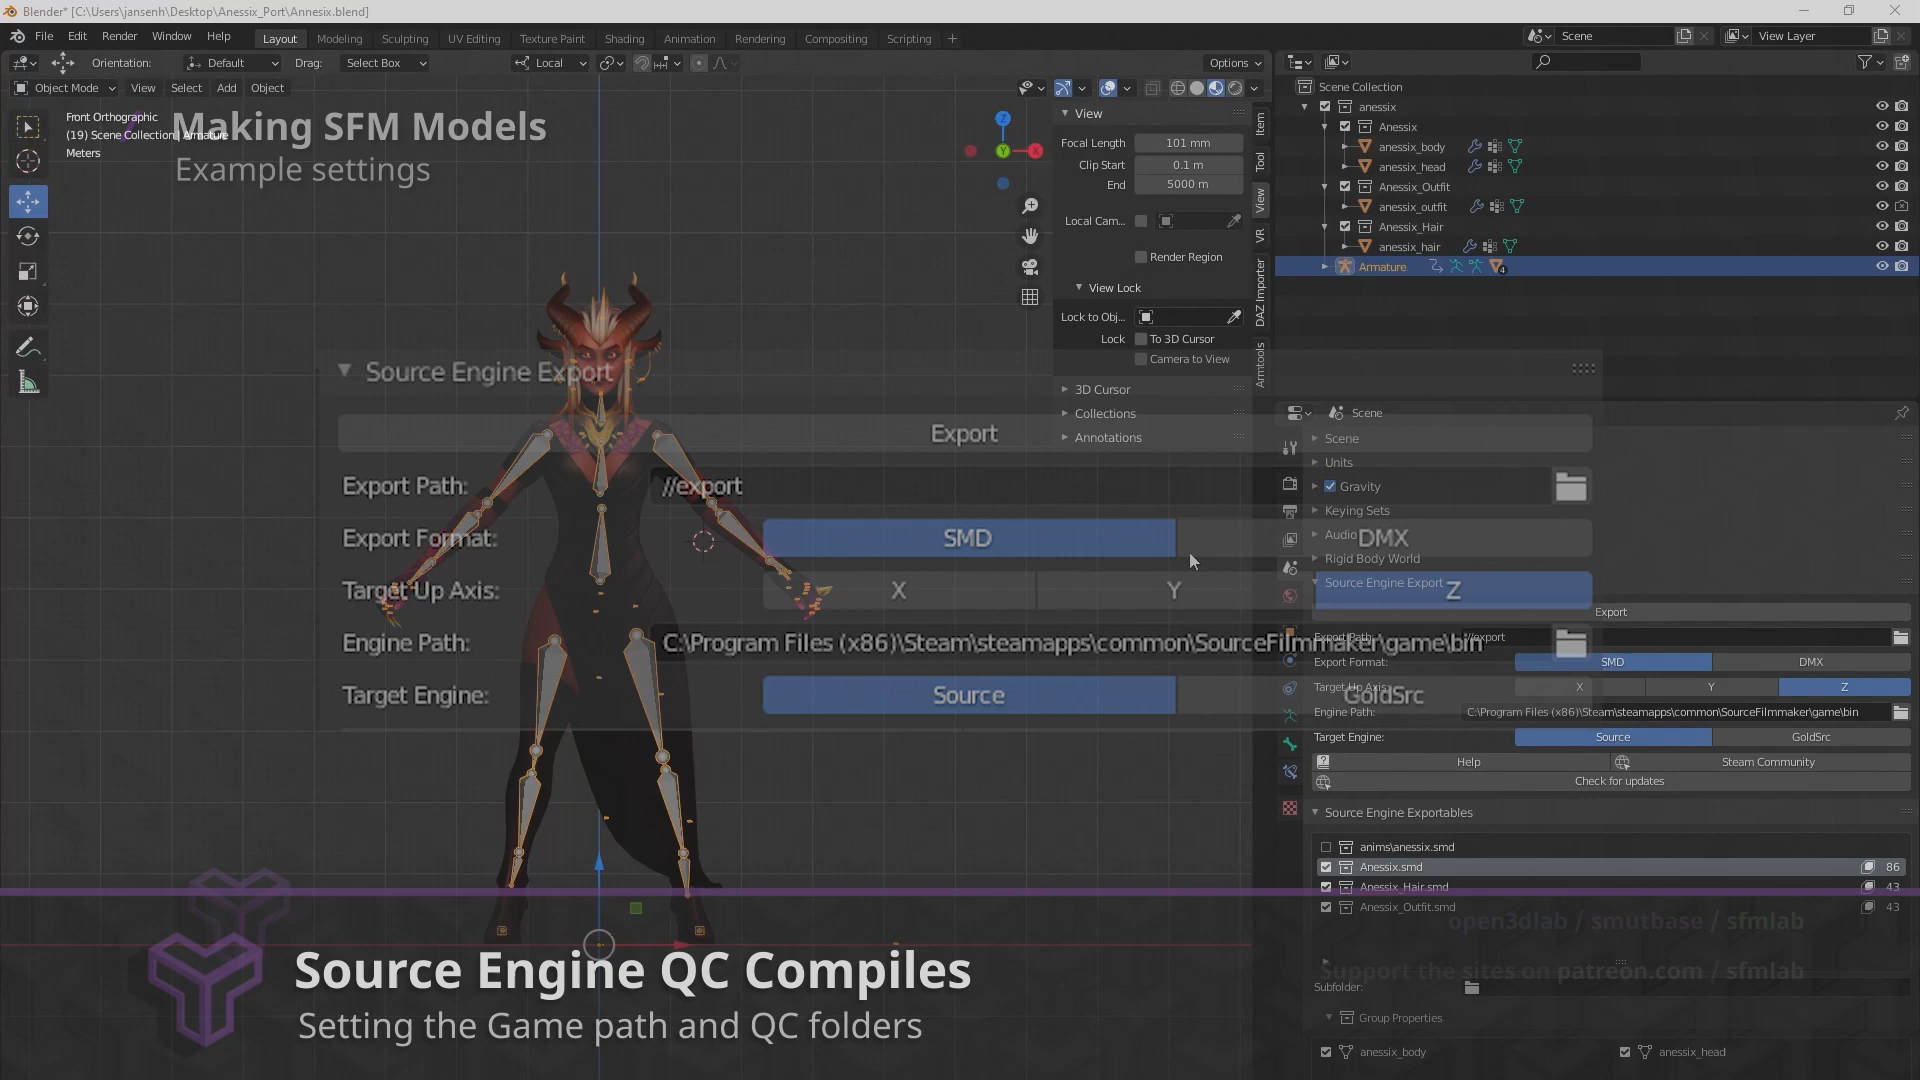 Blender* [C:\Users\jansenh\Desktop\Anessix_Port\Annesix.blend]
File Edit Render Window Help
Layout Modeling Sculpting UV Editing Texture Paint Shading Animation Rendering Compositing Scripting +
Scene
View Layer
Orientation: Default Drag: Select Box
Local
Options
Object Mode View Select Add Object
Front Orthographic
(19) Scene Collection | Armature
Meters
Making SFM Models
Example settings
Z
Y
X
View
Focal Length 101 mm
Clip Start 0.1 m
End 5000 m
Local Cam...
Render Region
View Lock
Lock to Obj...
Lock To 3D Cursor
Camera to View
3D Cursor
Collections
Annotations
Item
Tool
View
VR
DAZ Importer
Armtools
Scene Collection
anessix
Anessix
anessix_body
anessix_head
Anessix_Outfit
anessix_outfit
Anessix_Hair
anessix_hair
Armature 4
Source Engine Export
Export
Export Path: //export
Export Format: SMD DMX
Target Up Axis: X Y Z
Engine Path: C:\Program Files (x86)\Steam\steamapps\common\SourceFilmmaker\game\bin
Target Engine: Source GoldSrc
Scene
Scene
Units
Gravity
Keying Sets
Audio
Rigid Body World
Source Engine Export
Export
Export Path: //export
Export Format: SMD DMX
Target Up Axis: X Y Z
Engine Path: C:\Program Files (x86)\Steam\steamapps\common\SourceFilmmaker\game\bin
Target Engine: Source GoldSrc
Help Steam Community
Check for updates
Source Engine Exportables
anims\anessix.smd
Anessix.smd 86
Anessix_Hair.smd 43
Anessix_Outfit.smd 43
open3dlab / smutbase / sfmlab
Support the sites on patreon.com / sfmlab
Subfolder:
Group Properties
anessix_body anessix_head
Source Engine QC Compiles
Setting the Game path and QC folders